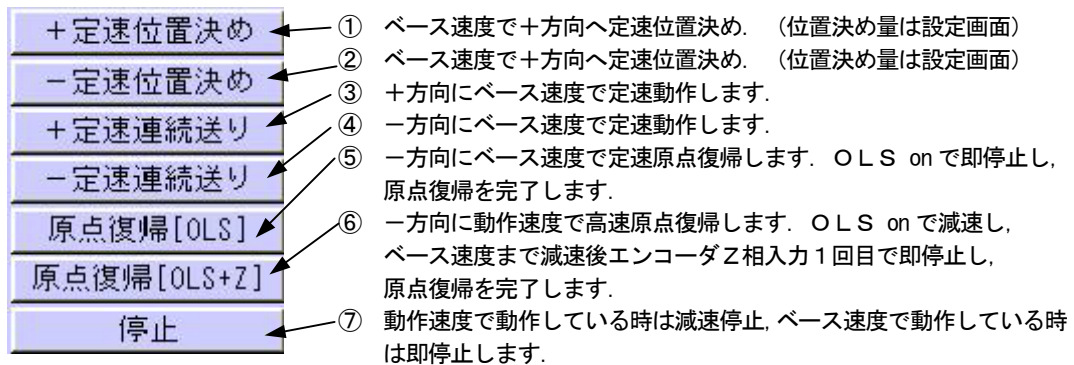 +定速位置決め
① ベース速度で＋方向へ定速位置決め. (位置決め量は設定画面)
-定速位置決め
② ベース速度で＋方向へ定速位置決め. (位置決め量は設定画面)
+定速連続送り
③ ＋方向にベース速度で定速動作します.
-定速連続送り
④ －方向にベース速度で定速動作します.
原点復帰[OLS]
⑤ －方向にベース速度で定速原点復帰します. ＯＬＳ on で即停止し,
原点復帰を完了します.
原点復帰[OLS+Z]
⑥ －方向に動作速度で高速原点復帰します. ＯＬＳ on で減速し,
ベース速度まで減速後エンコーダＺ相入力１回目で即停止し,
原点復帰を完了します.
停止
⑦ 動作速度で動作している時は減速停止, ベース速度で動作している時
は即停止します.